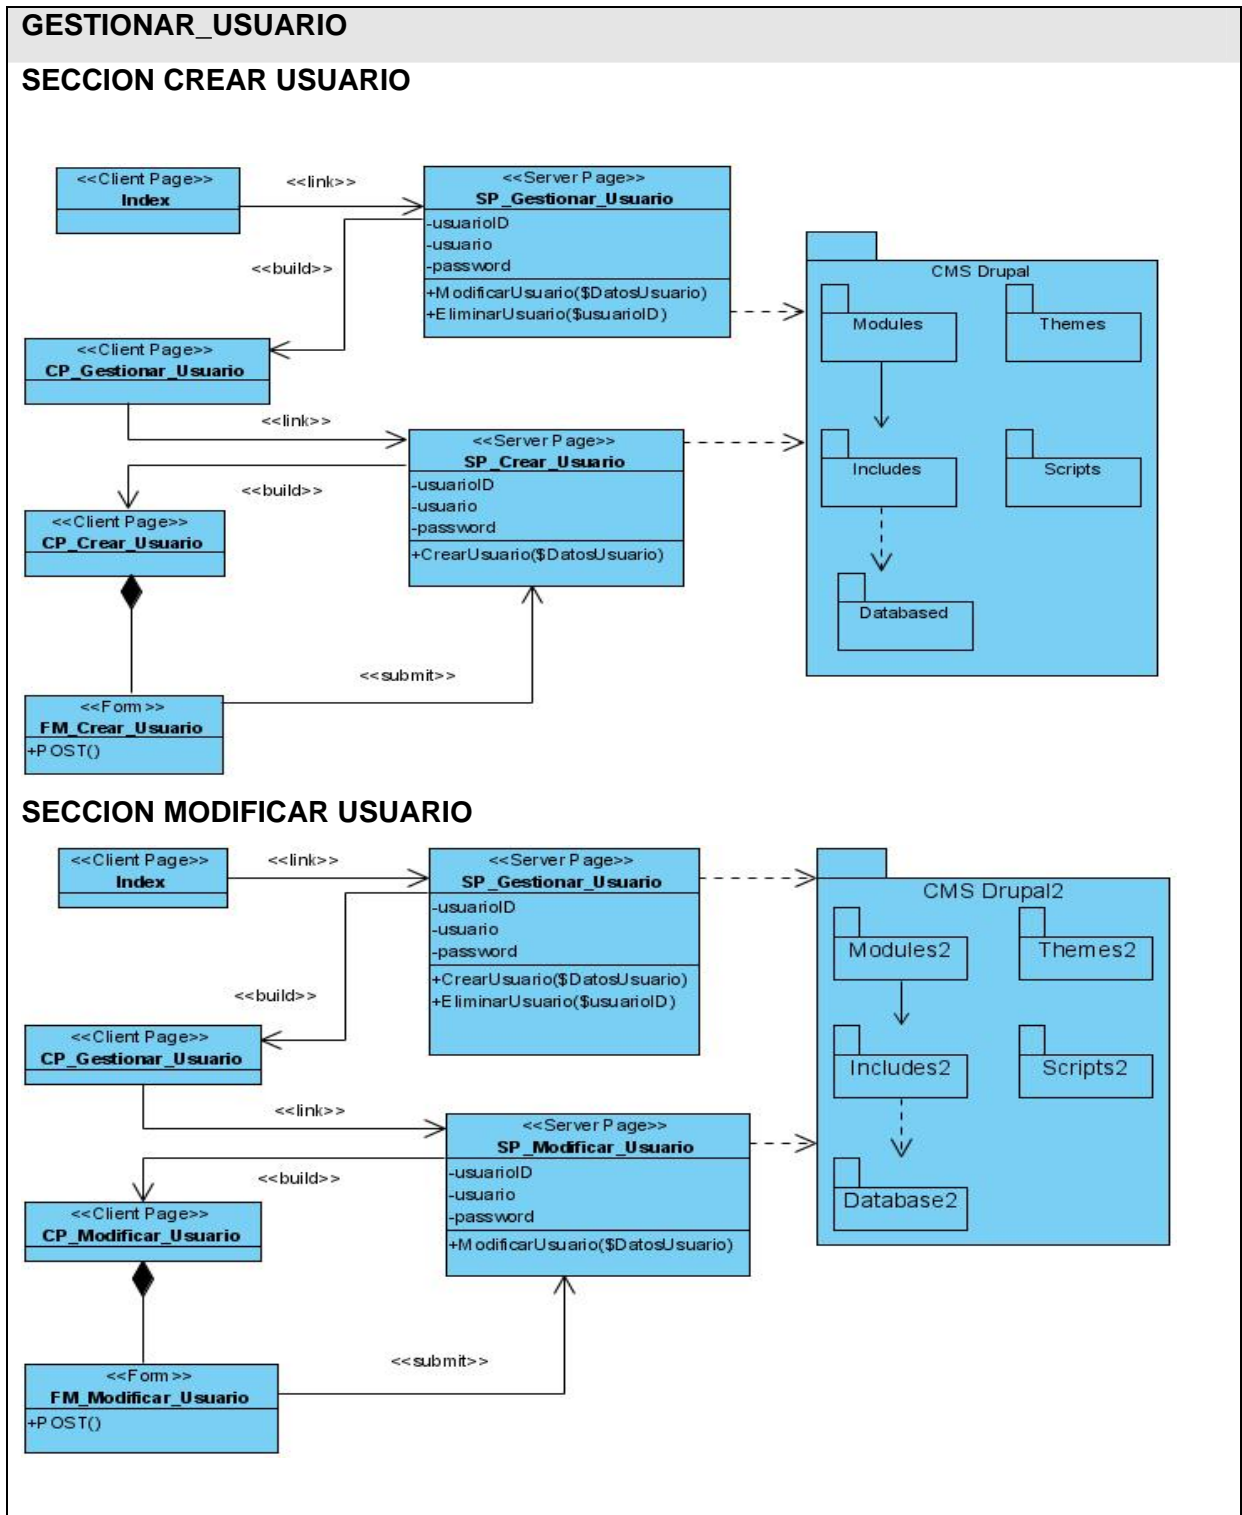 GESTIONAR_USUARIO
SECCION CREAR USUARIO
<<Client Page>>
Index
<<link>>
<<Server Page>>
SP_Gestionar_Usuario
-usuarioID
-usuario
-password
+ModificarUsuario($DatosUsuario)
+EliminarUsuario($usuarioID)
<<build>>
<<Client Page>>
CP_Gestionar_Usuario
<<link>>
<<Server Page>>
SP_Crear_Usuario
-usuarioID
-usuario
-password
+CrearUsuario($DatosUsuario)
<<build>>
<<Client Page>>
CP_Crear_Usuario
<<submit>>
<<Form>>
FM_Crear_Usuario
+POST()
CMS Drupal
Modules
Themes
Includes
Scripts
Databased
SECCION MODIFICAR USUARIO
<<Client Page>>
Index
<<link>>
<<Server Page>>
SP_Gestionar_Usuario
-usuarioID
-usuario
-password
+CrearUsuario($DatosUsuario)
+EliminarUsuario($usuarioID)
<<build>>
<<Client Page>>
CP_Gestionar_Usuario
<<link>>
<<Server Page>>
SP_Modificar_Usuario
-usuarioID
-usuario
-password
+ModificarUsuario($DatosUsuario)
<<build>>
<<Client Page>>
CP_Modificar_Usuario
<<submit>>
<<Form>>
FM_Modificar_Usuario
+POST()
CMS Drupal2
Modules2
Themes2
Includes2
Scripts2
Database2